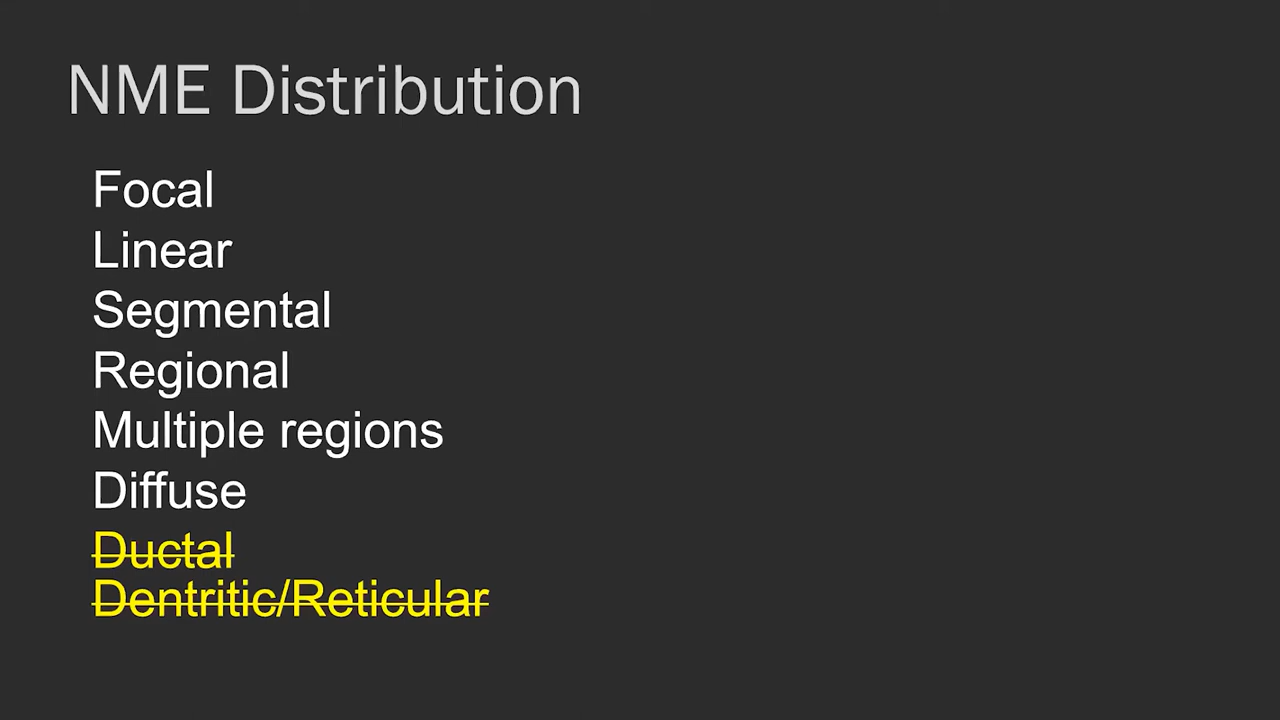 NME Distribution
Focal
Linear
Segmental
Regional
Multiple regions
Diffuse
Ductal
Dentritic/Reticular